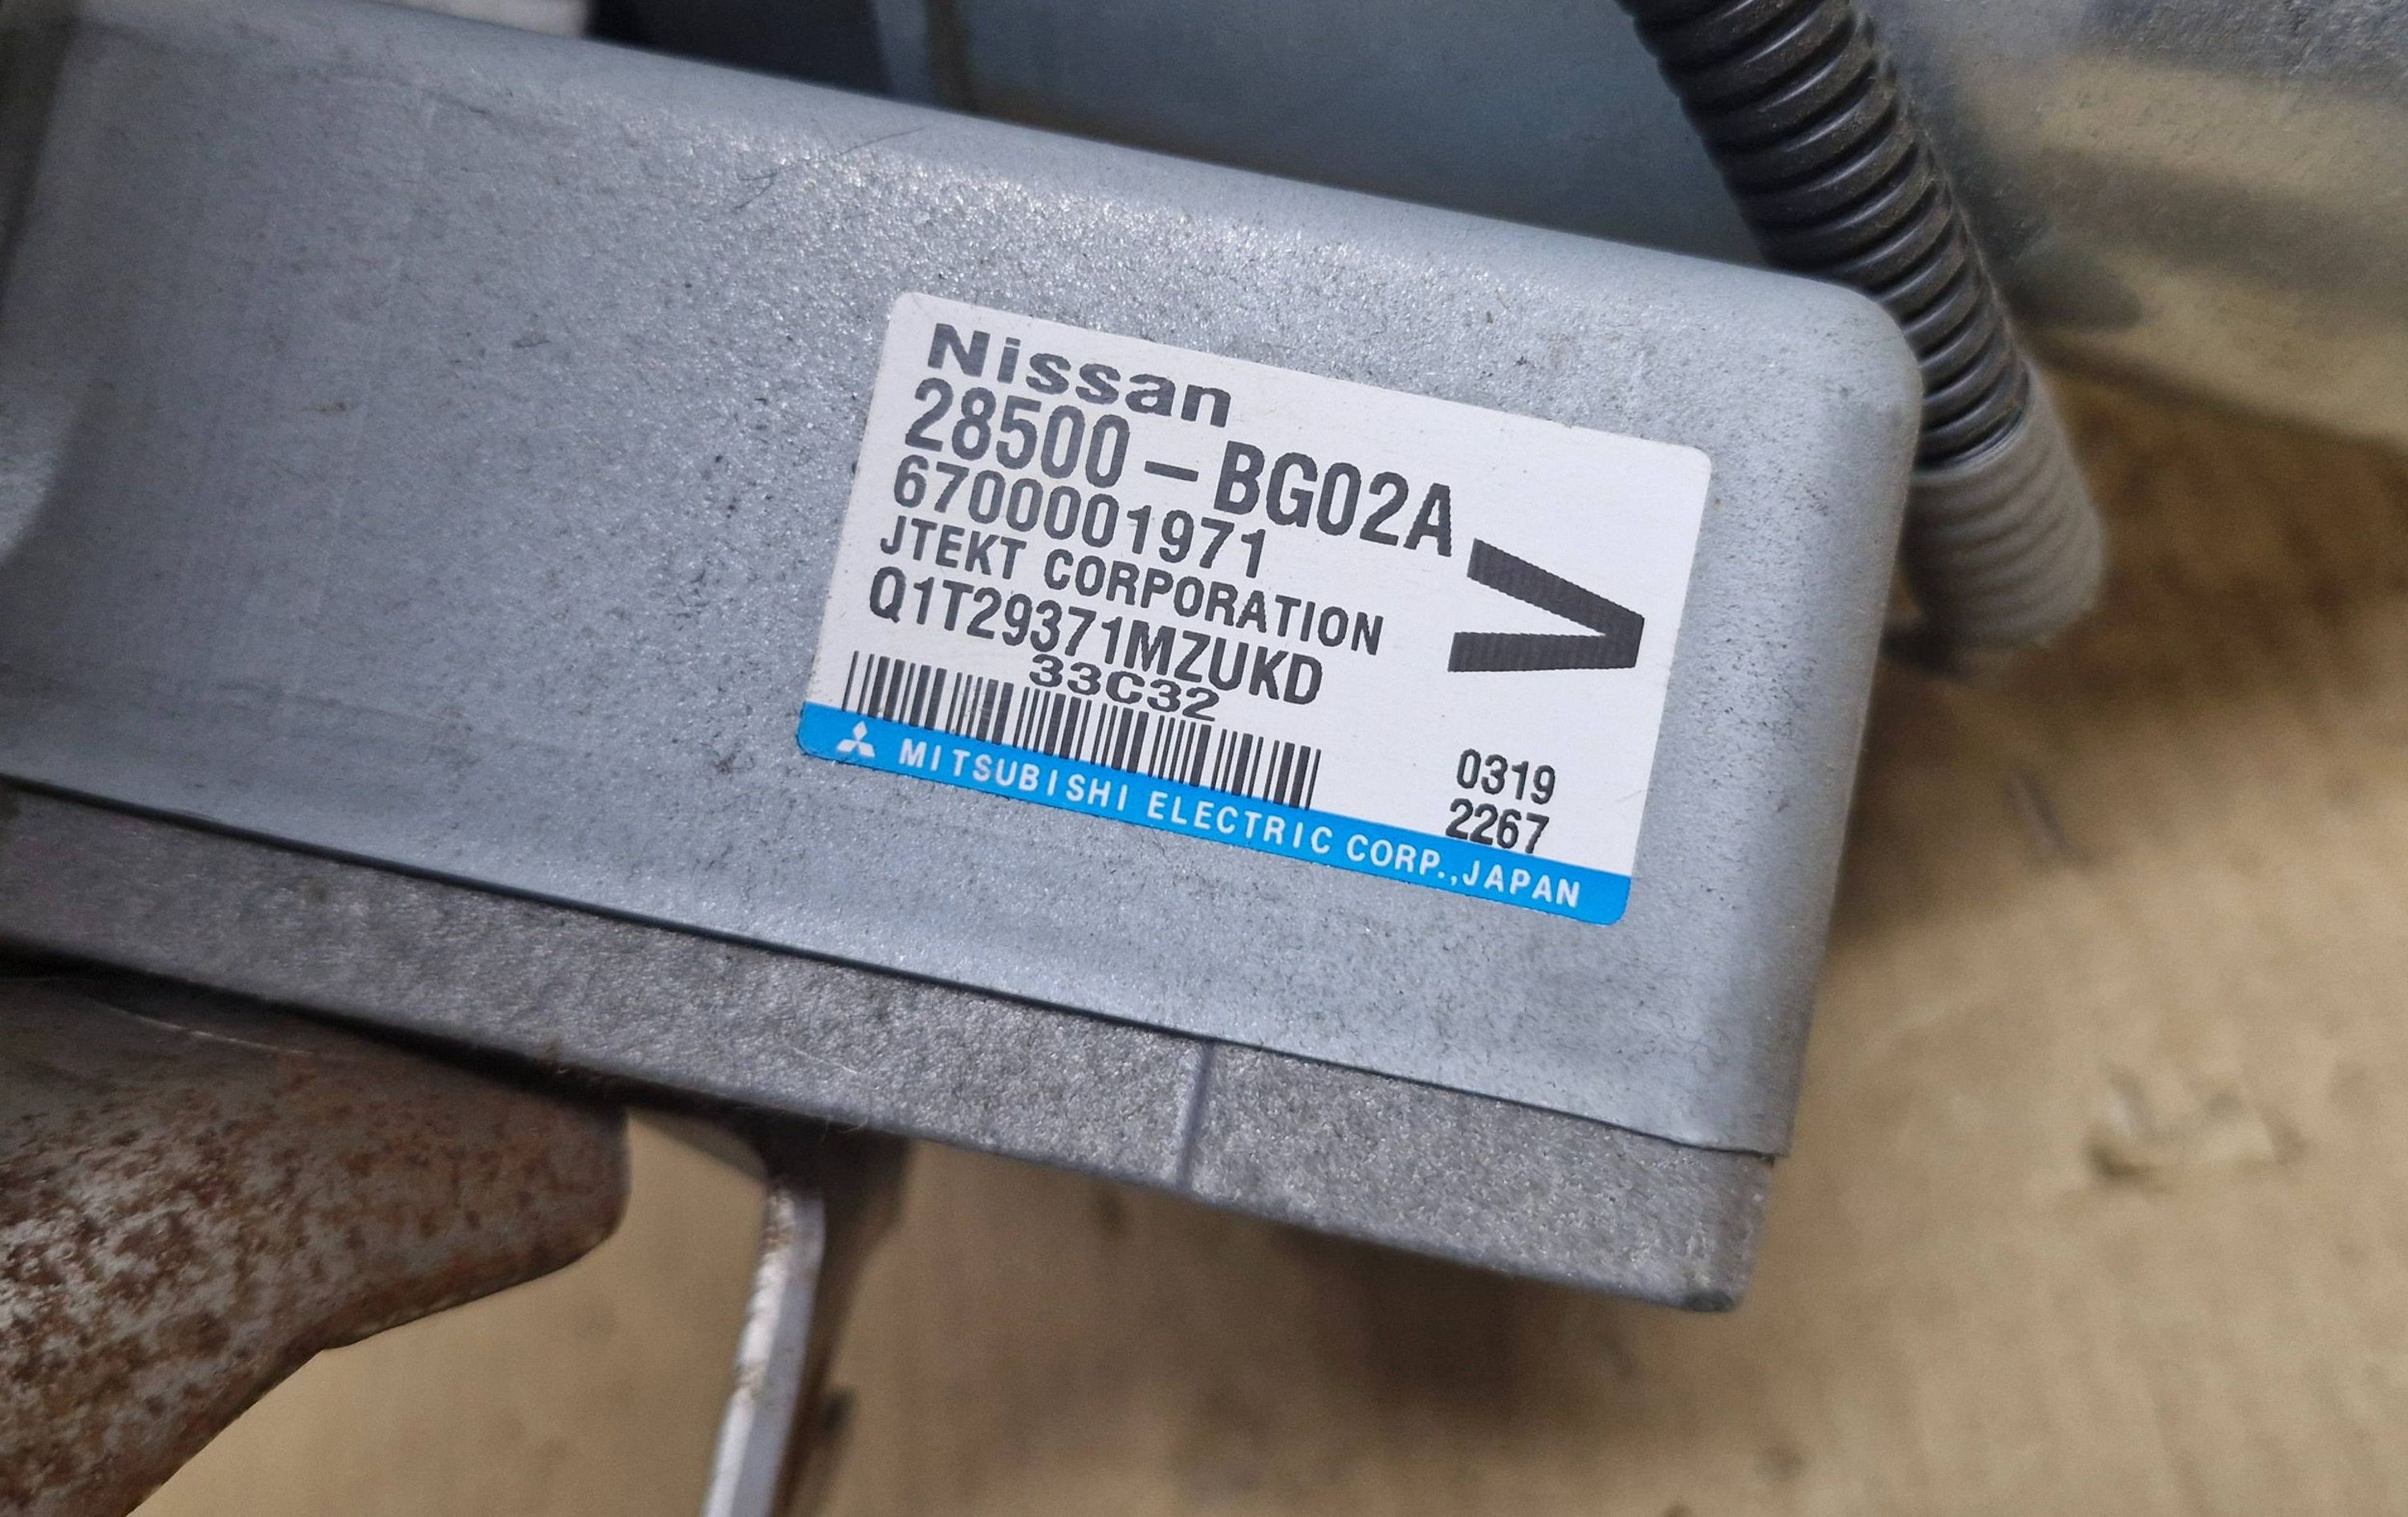 Nissan
28500-BG02A
6700001971
JTEKT CORPORATION
Q1T29371MZUKD
33C32
>
0319
2267
MITSUBISHI ELECTRIC CORP.,JAPAN